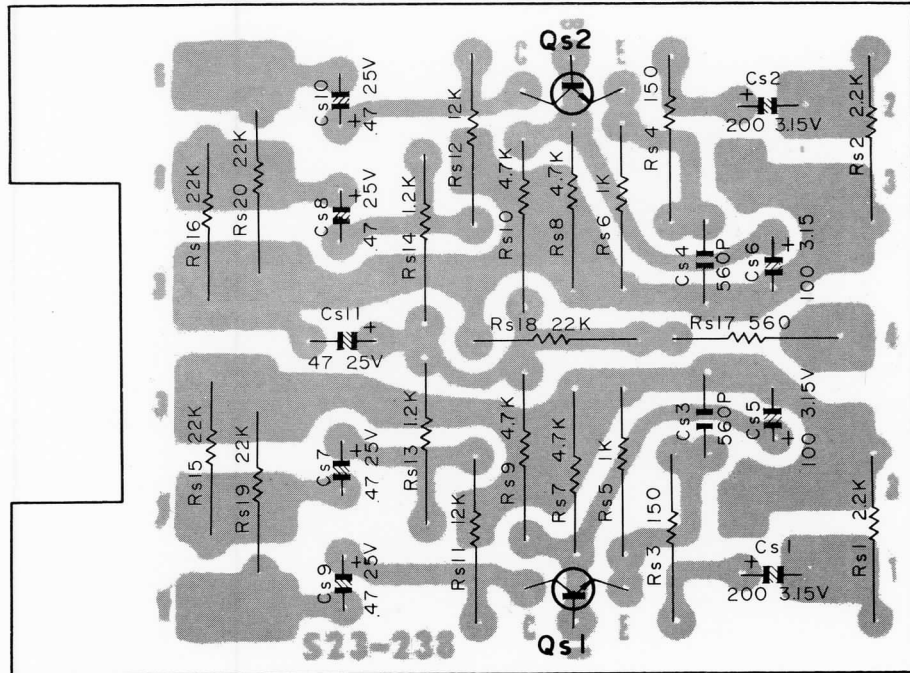 Qs2
C
B
E
Cs10
.47 25V
Rs12 12K
Rs4 150
Cs2
200 3.15V
Rs2 2.2K
2
Rs16 22K
Rs20 22K
Cs8
.47 25V
Rs14 1.2K
Rs10 4.7K
Rs8 4.7K
Rs6 1K
Cs4
560P
Cs6
100 3.15
3
Cs11
.47 25V
Rs18 22K
Rs17 560
4
Rs15 22K
Rs19 22K
Cs7
.47 25V
Rs13 1.2K
Rs9 4.7K
Rs7 4.7K
Rs5 1K
Cs3
560P
Cs5
100 3.15V
Cs9
.47 25V
Rs11 12K
Rs3 150
Cs1
200 3.15V
Rs1 2.2K
1
S23-238
C
Qs1
E